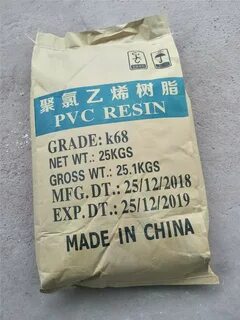 聚氯乙烯树脂
PVC RESIN
GRADE: k68
NET WT.: 25KGS
GROSS WT.: 25.1KGS
MFG.DT.: 25/12/2018
EXP.DT.: 25/12/2019
MADE IN CHINA